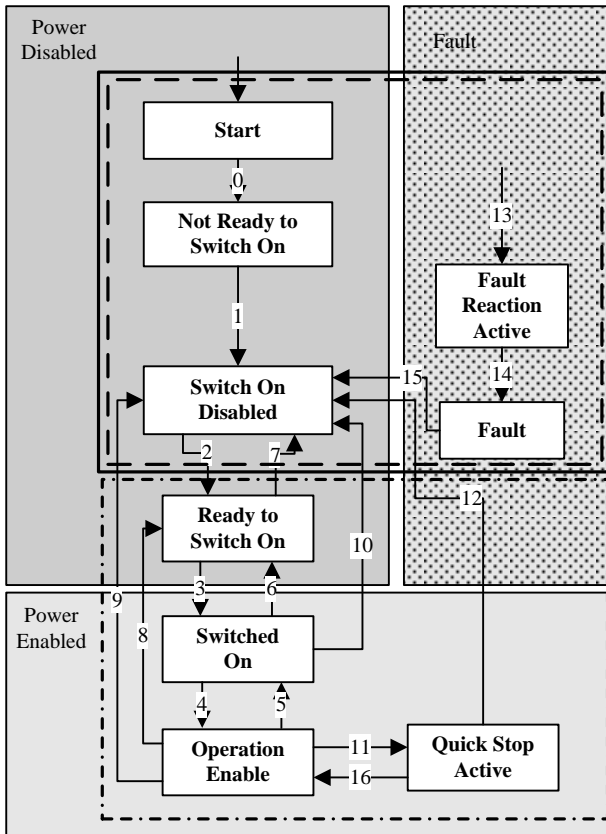 Power
Disabled
Fault
Start
0
Not Ready to
Switch On
13
Fault
Reaction
Active
1
14
15
Switch On
Disabled
Fault
2
7
12
Ready to
Switch On
10
3
6
9
8
Power
Enabled
Switched
On
4
5
Operation
Enable
11
16
Quick Stop
Active